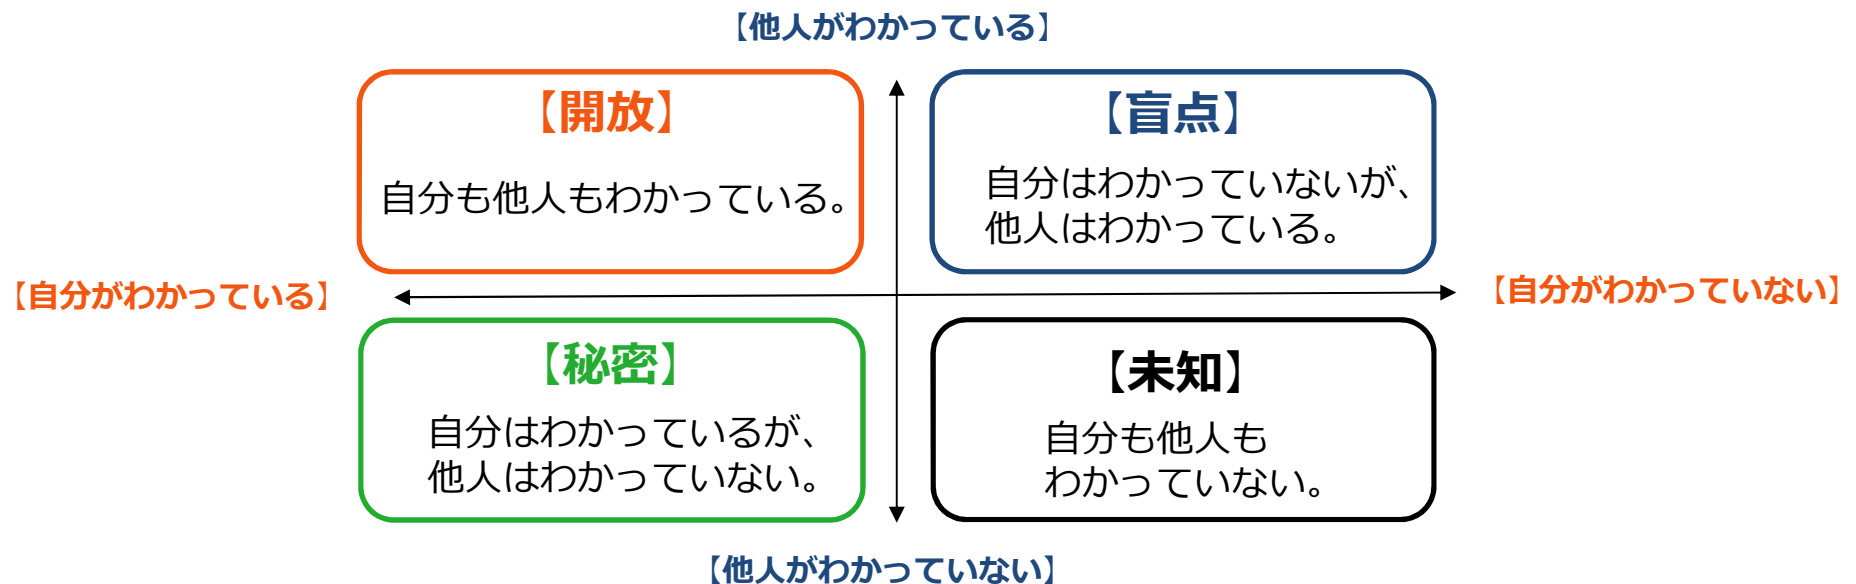 【他人がわかっている】
【開放】
自分も他人もわかっている。
【盲点】
自分はわかっていないが、
他人はわかっている。
【自分がわかっている】
【自分がわかっていない】
【秘密】
自分はわかっているが、
他人はわかっていない。
【未知】
自分も他人も
わかっていない。
【他人がわかっていない】